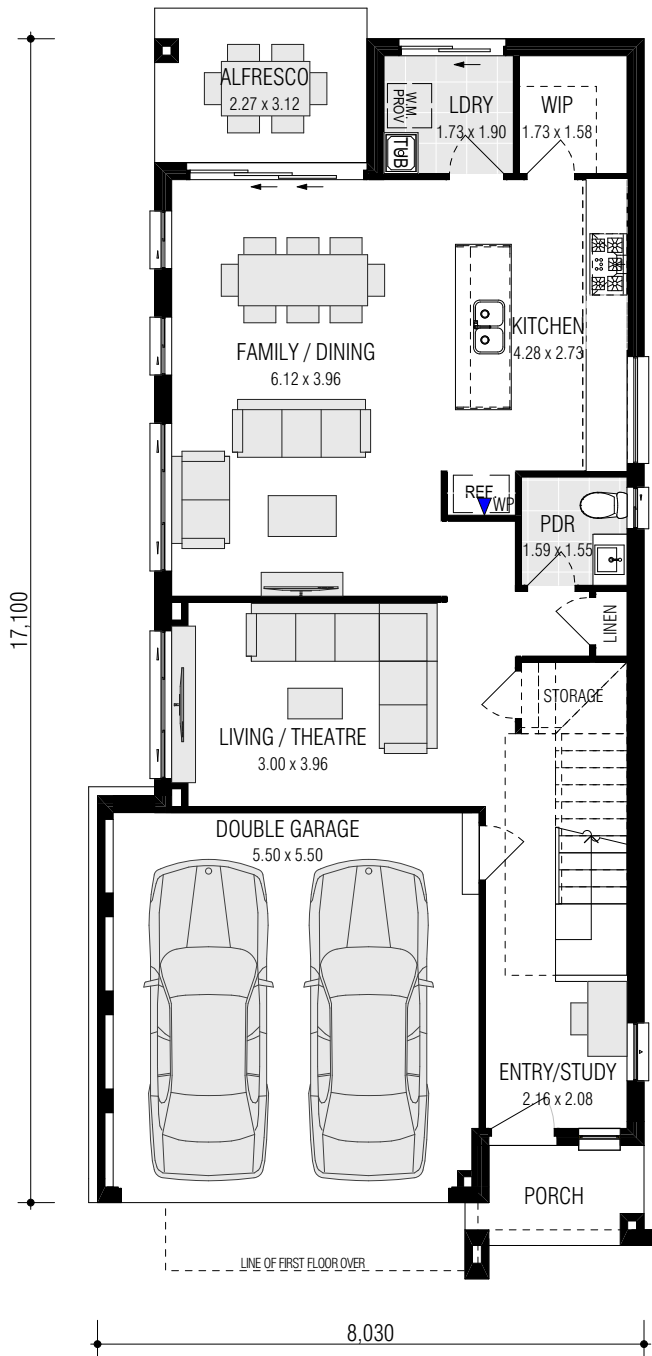 ALFRESCO
2.27 x 3.12
W.M.
PROV
TUB
LDRY
1.73 x 1.90
WIP
1.73 x 1.58
FAMILY / DINING
6.12 x 3.96
KITCHEN
4.28 x 2.73
REF.
WP
PDR
1.59 x 1.55
LINEN
STORAGE
LIVING / THEATRE
3.00 x 3.96
DOUBLE GARAGE
5.50 x 5.50
ENTRY/STUDY
2.16 x 2.08
PORCH
LINE OF FIRST FLOOR OVER
17,100
8,030